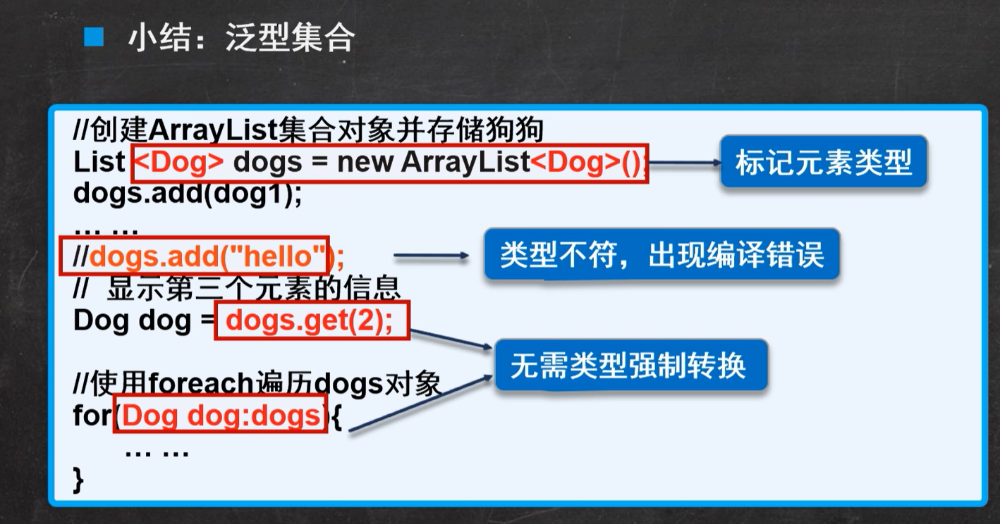 小结：泛型集合
//创建ArrayList集合对象并存储狗狗
List <Dog> dogs = new ArrayList<Dog>();
标记元素类型
dogs.add(dog1);
… …
//dogs.add("hello");
类型不符，出现编译错误
// 显示第三个元素的信息
Dog dog = dogs.get(2);
无需类型强制转换
//使用foreach遍历dogs对象
for(Dog dog:dogs){
… …
}